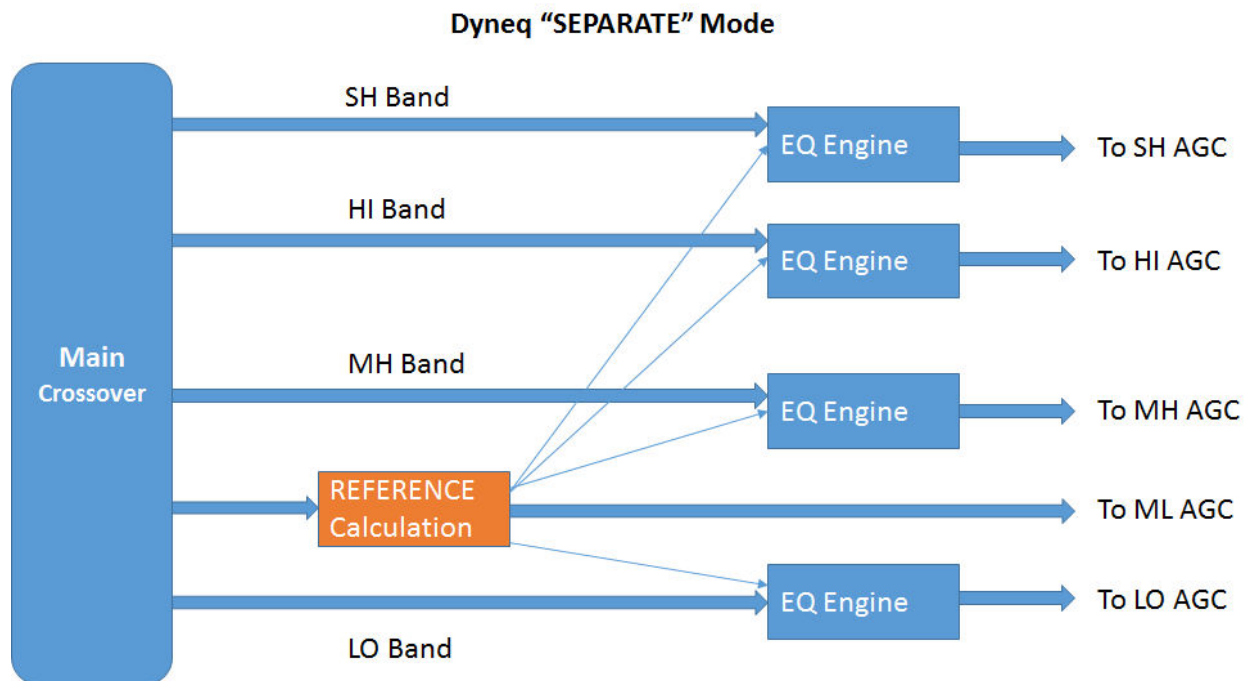 Dyneq “SEPARATE” Mode
SH Band
EQ Engine
To SH AGC
HI Band
EQ Engine
To HI AGC
Main
Crossover
MH Band
EQ Engine
To MH AGC
REFERENCE
Calculation
To ML AGC
EQ Engine
To LO AGC
LO Band